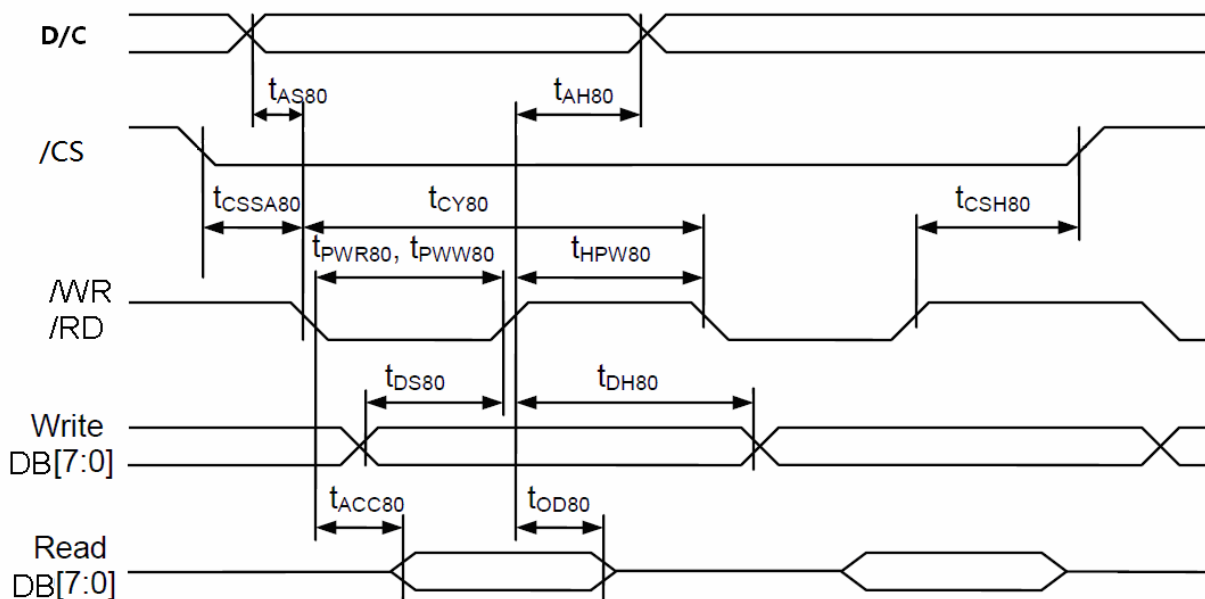 D/C
tAS80
tAH80
/CS
tCSSA80
tCY80
tCSH80
tPWR80, tPWW80
tHPW80
/WR
/RD
tDS80
tDH80
Write
DB[7:0]
tACC80
tOD80
Read
DB[7:0]